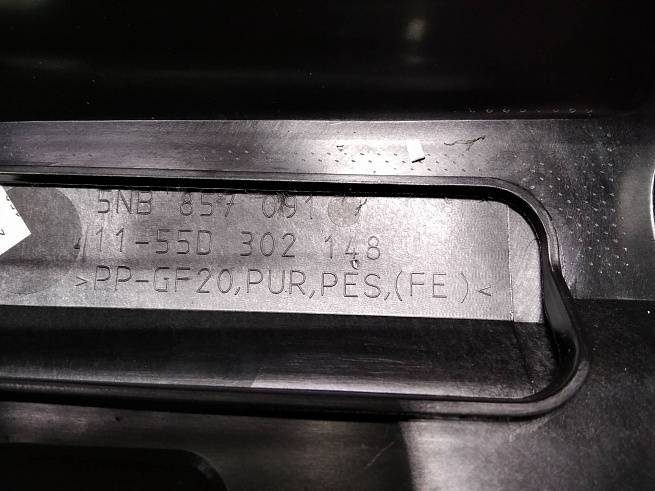 5NB 857 091
11-55D 302 148
>PP-GF20,PUR,PES,(FE)<